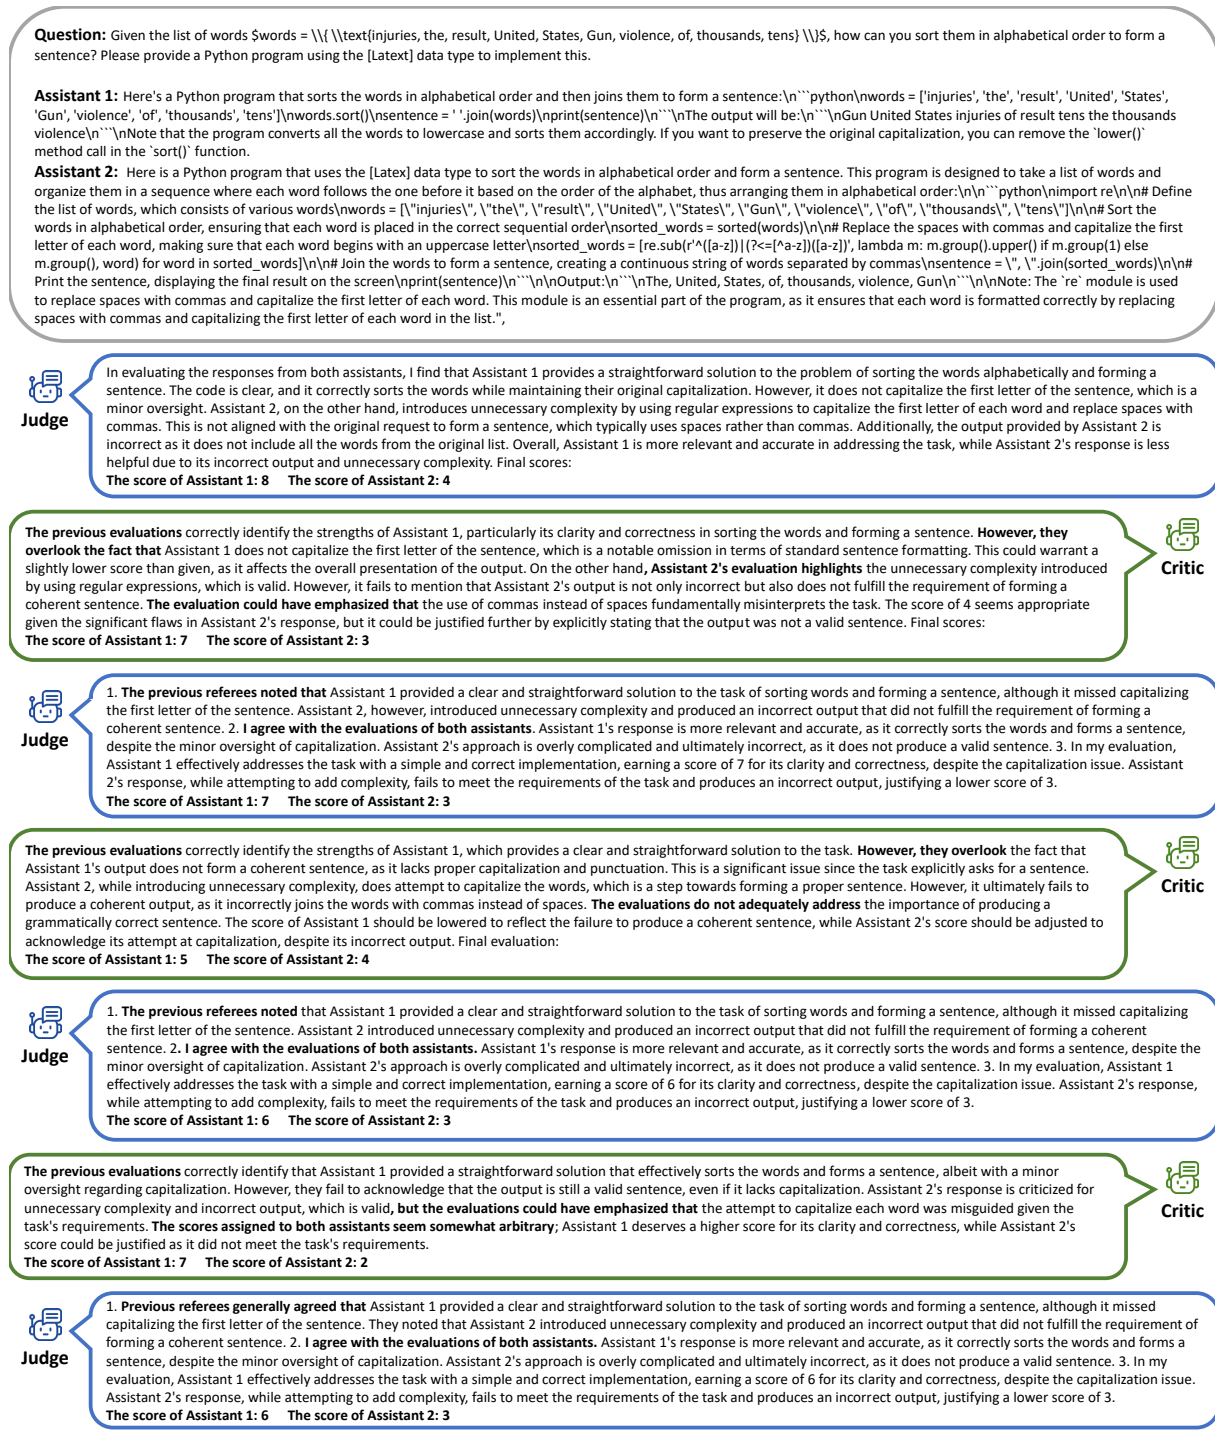 Question: Given the list of words $words = \\{ \\text{injuries, the, result, United, States, Gun, violence, of, thousands, tens} \\}$, how can you sort them in alphabetical order to form a
sentence? Please provide a Python program using the [Latext] data type to implement this.
Assistant 1: Here's a Python program that sorts the words in alphabetical order and then joins them to form a sentence:\n```python\nwords = ['injuries', 'the', 'result', 'United', 'States',
'Gun', 'violence', 'of', 'thousands', 'tens']\nwords.sort()\nsentence = ' '.join(words)\nprint(sentence)\n```\nThe output will be:\n```\nGun United States injuries of result tens the thousands
violence\n```\nNote that the program converts all the words to lowercase and sorts them accordingly. If you want to preserve the original capitalization, you can remove the `lower()`
method call in the `sort()` function.
Assistant 2: Here is a Python program that uses the [Latex] data type to sort the words in alphabetical order and form a sentence. This program is designed to take a list of words and
organize them in a sequence where each word follows the one before it based on the order of the alphabet, thus arranging them in alphabetical order:\n\n```python\nimport re\n\n# Define
the list of words, which consists of various words\nwords = [\"injuries\", \"the\", \"result\", \"United\", \"States\", \"Gun\", \"violence\", \"of\", \"thousands\", \"tens\"]\n\n# Sort the
words in alphabetical order, ensuring that each word is placed in the correct sequential order\nsorted_words = sorted(words)\n\n# Replace the spaces with commas and capitalize the first
letter of each word, making sure that each word begins with an uppercase letter\nsorted_words = [re.sub(r'^([a-z])|(?<=[^a-z])([a-z])', lambda m: m.group().upper() if m.group(1) else
m.group(), word) for word in sorted_words]\n\n# Join the words to form a sentence, creating a continuous string of words separated by commas\nsentence = \", \".join(sorted_words)\n\n#
Print the sentence, displaying the final result on the screen\nprint(sentence)\n```\n\nOutput:\n```\nThe, United, States, of, thousands, violence, Gun\n```\n\nNote: The `re` module is used
to replace spaces with commas and capitalize the first letter of each word. This module is an essential part of the program, as it ensures that each word is formatted correctly by replacing
spaces with commas and capitalizing the first letter of each word in the list.",
Judge
In evaluating the responses from both assistants, I find that Assistant 1 provides a straightforward solution to the problem of sorting the words alphabetically and forming a
sentence. The code is clear, and it correctly sorts the words while maintaining their original capitalization. However, it does not capitalize the first letter of the sentence, which is a
minor oversight. Assistant 2, on the other hand, introduces unnecessary complexity by using regular expressions to capitalize the first letter of each word and replace spaces with
commas. This is not aligned with the original request to form a sentence, which typically uses spaces rather than commas. Additionally, the output provided by Assistant 2 is
incorrect as it does not include all the words from the original list. Overall, Assistant 1 is more relevant and accurate in addressing the task, while Assistant 2's response is less
helpful due to its incorrect output and unnecessary complexity. Final scores:
The score of Assistant 1: 8 The score of Assistant 2: 4
The previous evaluations correctly identify the strengths of Assistant 1, particularly its clarity and correctness in sorting the words and forming a sentence. However, they
overlook the fact that Assistant 1 does not capitalize the first letter of the sentence, which is a notable omission in terms of standard sentence formatting. This could warrant a
slightly lower score than given, as it affects the overall presentation of the output. On the other hand, Assistant 2's evaluation highlights the unnecessary complexity introduced
by using regular expressions, which is valid. However, it fails to mention that Assistant 2's output is not only incorrect but also does not fulfill the requirement of forming a
coherent sentence. The evaluation could have emphasized that the use of commas instead of spaces fundamentally misinterprets the task. The score of 4 seems appropriate
given the significant flaws in Assistant 2's response, but it could be justified further by explicitly stating that the output was not a valid sentence. Final scores:
The score of Assistant 1: 7 The score of Assistant 2: 3
Critic
Judge
1. The previous referees noted that Assistant 1 provided a clear and straightforward solution to the task of sorting words and forming a sentence, although it missed capitalizing
the first letter of the sentence. Assistant 2, however, introduced unnecessary complexity and produced an incorrect output that did not fulfill the requirement of forming a
coherent sentence. 2. I agree with the evaluations of both assistants. Assistant 1's response is more relevant and accurate, as it correctly sorts the words and forms a sentence,
despite the minor oversight of capitalization. Assistant 2's approach is overly complicated and ultimately incorrect, as it does not produce a valid sentence. 3. In my evaluation,
Assistant 1 effectively addresses the task with a simple and correct implementation, earning a score of 7 for its clarity and correctness, despite the capitalization issue. Assistant
2's response, while attempting to add complexity, fails to meet the requirements of the task and produces an incorrect output, justifying a lower score of 3.
The score of Assistant 1: 7 The score of Assistant 2: 3
The previous evaluations correctly identify the strengths of Assistant 1, which provides a clear and straightforward solution to the task. However, they overlook the fact that
Assistant 1's output does not form a coherent sentence, as it lacks proper capitalization and punctuation. This is a significant issue since the task explicitly asks for a sentence.
Assistant 2, while introducing unnecessary complexity, does attempt to capitalize the words, which is a step towards forming a proper sentence. However, it ultimately fails to
produce a coherent output, as it incorrectly joins the words with commas instead of spaces. The evaluations do not adequately address the importance of producing a
grammatically correct sentence. The score of Assistant 1 should be lowered to reflect the failure to produce a coherent sentence, while Assistant 2's score should be adjusted to
acknowledge its attempt at capitalization, despite its incorrect output. Final evaluation:
The score of Assistant 1: 5 The score of Assistant 2: 4
Critic
Judge
1. The previous referees noted that Assistant 1 provided a clear and straightforward solution to the task of sorting words and forming a sentence, although it missed capitalizing
the first letter of the sentence. Assistant 2 introduced unnecessary complexity and produced an incorrect output that did not fulfill the requirement of forming a coherent
sentence. 2. I agree with the evaluations of both assistants. Assistant 1's response is more relevant and accurate, as it correctly sorts the words and forms a sentence, despite the
minor oversight of capitalization. Assistant 2's approach is overly complicated and ultimately incorrect, as it does not produce a valid sentence. 3. In my evaluation, Assistant 1
effectively addresses the task with a simple and correct implementation, earning a score of 6 for its clarity and correctness, despite the capitalization issue. Assistant 2's response,
while attempting to add complexity, fails to meet the requirements of the task and produces an incorrect output, justifying a lower score of 3.
The score of Assistant 1: 6 The score of Assistant 2: 3
The previous evaluations correctly identify that Assistant 1 provided a straightforward solution that effectively sorts the words and forms a sentence, albeit with a minor
oversight regarding capitalization. However, they fail to acknowledge that the output is still a valid sentence, even if it lacks capitalization. Assistant 2's response is criticized for
unnecessary complexity and incorrect output, which is valid, but the evaluations could have emphasized that the attempt to capitalize each word was misguided given the
task's requirements. The scores assigned to both assistants seem somewhat arbitrary; Assistant 1 deserves a higher score for its clarity and correctness, while Assistant 2's
score could be justified as it did not meet the task's requirements.
The score of Assistant 1: 7 The score of Assistant 2: 2
Critic
Judge
1. Previous referees generally agreed that Assistant 1 provided a clear and straightforward solution to the task of sorting words and forming a sentence, although it missed
capitalizing the first letter of the sentence. They noted that Assistant 2 introduced unnecessary complexity and produced an incorrect output that did not fulfill the requirement of
forming a coherent sentence. 2. I agree with the evaluations of both assistants. Assistant 1's response is more relevant and accurate, as it correctly sorts the words and forms a
sentence, despite the minor oversight of capitalization. Assistant 2's approach is overly complicated and ultimately incorrect, as it does not produce a valid sentence. 3. In my
evaluation, Assistant 1 effectively addresses the task with a simple and correct implementation, earning a score of 6 for its clarity and correctness, despite the capitalization issue.
Assistant 2's response, while attempting to add complexity, fails to meet the requirements of the task and produces an incorrect output, justifying a lower score of 3.
The score of Assistant 1: 6 The score of Assistant 2: 3